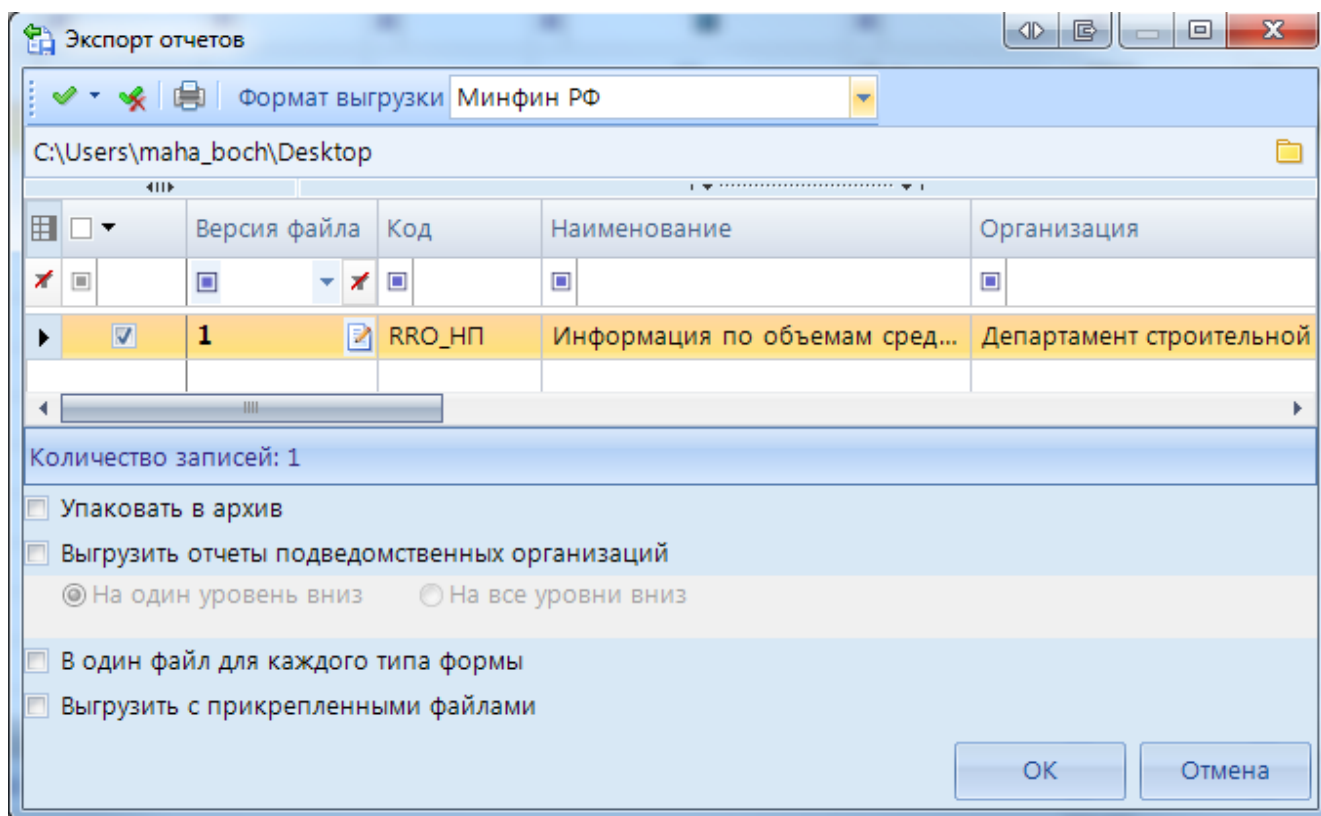 Экспорт отчетов
Формат выгрузки Минфин РФ
C:\Users\maha_boch\Desktop
Версия файла Код Наименование Организация
1 RRO_НП Информация по объемам сред... Департамент строительной
Количество записей: 1
Упаковать в архив
Выгрузить отчеты подведомственных организаций
На один уровень вниз На все уровни вниз
В один файл для каждого типа формы
Выгрузить с прикрепленными файлами
ОК Отмена